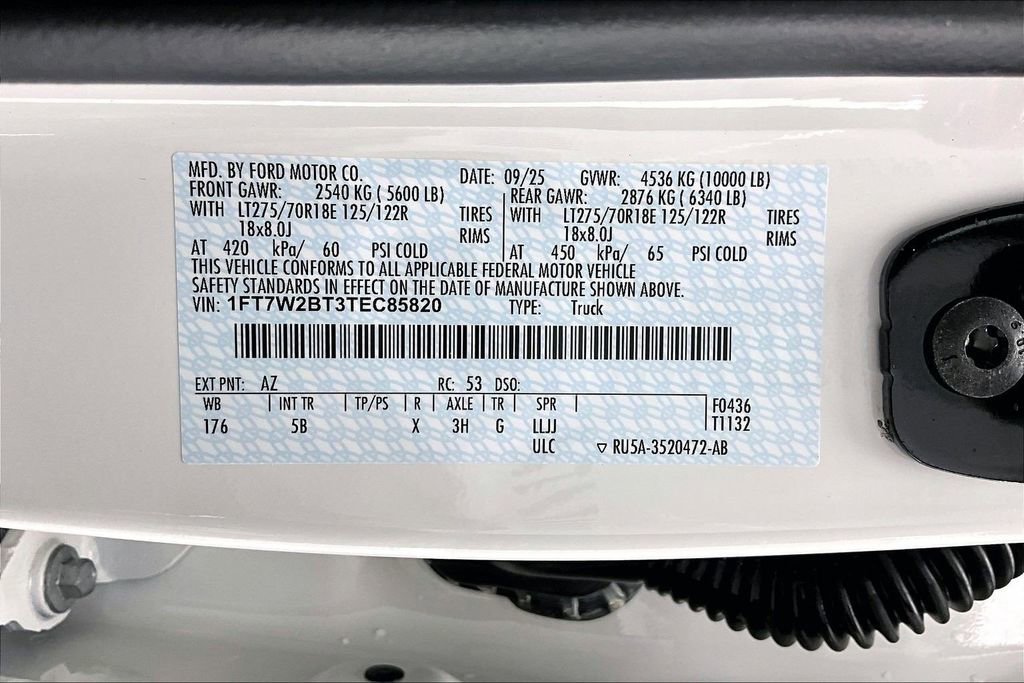 MFD. BY FORD MOTOR CO. DATE: 09/25 GVWR: 4536 KG (10000 LB)
FRONT GAWR: 2540 KG ( 5600 LB) REAR GAWR: 2876 KG ( 6340 LB)
WITH LT275/70R18E 125/122R TIRES WITH LT275/70R18E 125/122R TIRES
18x8.0J RIMS 18x8.0J RIMS
AT 420 kPa/ 60 PSI COLD AT 450 kPa/ 65 PSI COLD
THIS VEHICLE CONFORMS TO ALL APPLICABLE FEDERAL MOTOR VEHICLE
SAFETY STANDARDS IN EFFECT ON THE DATE OF MANUFACTURE SHOWN ABOVE.
VIN: 1FT7W2BT3TEC85820 TYPE: Truck
EXT PNT: AZ RC: 53 DSO:
WB INT TR TP/PS R AXLE TR SPR F0436
176 5B X 3H G LLJJ T1132
ULC ▽ RU5A-3520472-AB